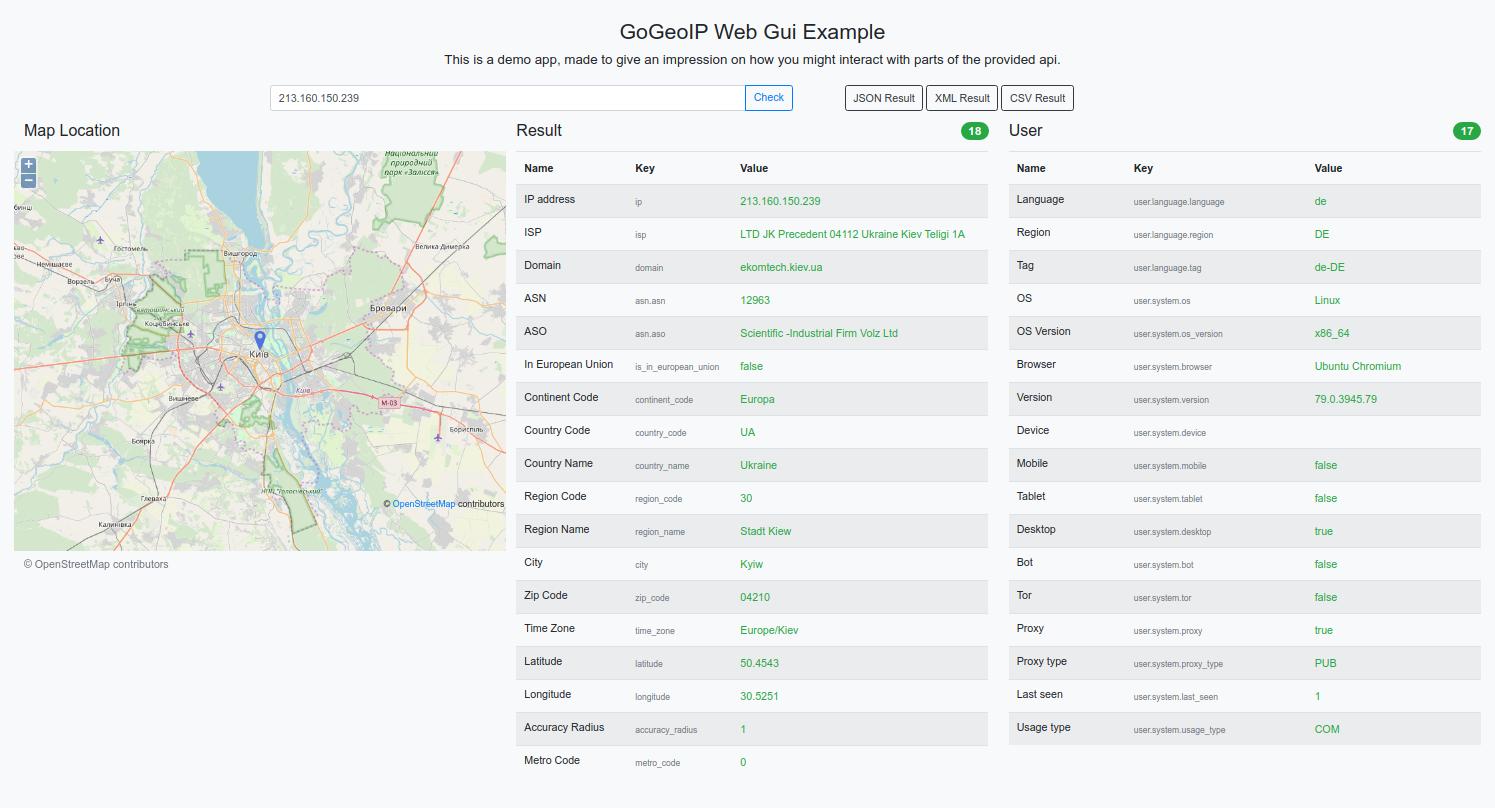 GoGeoIP Web Gui Example
This is a demo app, made to give an impression on how you might interact with parts of the provided api.
213.160.150.239 Check JSON Result XML Result CSV Result
Map Location
+
−
Національний
природний
парк «Залісся»
Гостомель
Вишгород
Велика Димерка
Немішаєве
Буча
Ворзель
Ірпінь
Коцюбинське
Бровари
Київ
Київ
Вишневе
М-03
Бориспіль
Боярка
НПП "Голосіївський"
Глеваха
© OpenStreetMap contributors
Калинівка
© OpenStreetMap contributors
Result 18
Name Key Value
IP address ip 213.160.150.239
ISP isp LTD JK Precedent 04112 Ukraine Kiev Teligi 1A
Domain domain ekomtech.kiev.ua
ASN asn.asn 12963
ASO asn.aso Scientific -Industrial Firm Volz Ltd
In European Union is_in_european_union false
Continent Code continent_code Europa
Country Code country_code UA
Country Name country_name Ukraine
Region Code region_code 30
Region Name region_name Stadt Kiew
City city Kyiw
Zip Code zip_code 04210
Time Zone time_zone Europe/Kiev
Latitude latitude 50.4543
Longitude longitude 30.5251
Accuracy Radius accuracy_radius 1
Metro Code metro_code 0
User 17
Name Key Value
Language user.language.language de
Region user.language.region DE
Tag user.language.tag de-DE
OS user.system.os Linux
OS Version user.system.os_version x86_64
Browser user.system.browser Ubuntu Chromium
Version user.system.version 79.0.3945.79
Device user.system.device
Mobile user.system.mobile false
Tablet user.system.tablet false
Desktop user.system.desktop true
Bot user.system.bot false
Tor user.system.tor false
Proxy user.system.proxy true
Proxy type user.system.proxy_type PUB
Last seen user.system.last_seen 1
Usage type user.system.usage_type COM